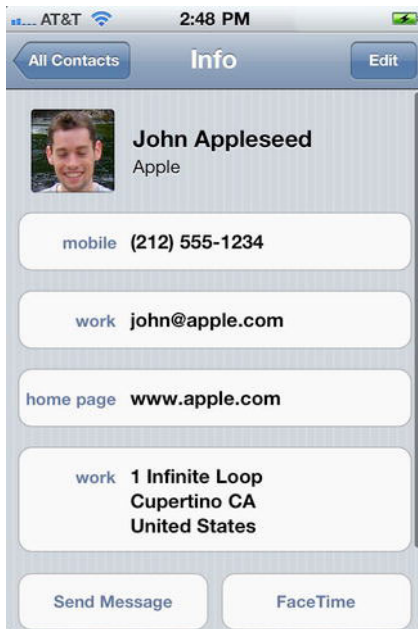 AT&T 2:48 PM
All Contacts Info Edit
John Appleseed
Apple
mobile (212) 555-1234
work john@apple.com
home page www.apple.com
work 1 Infinite Loop
Cupertino CA
United States
Send Message FaceTime